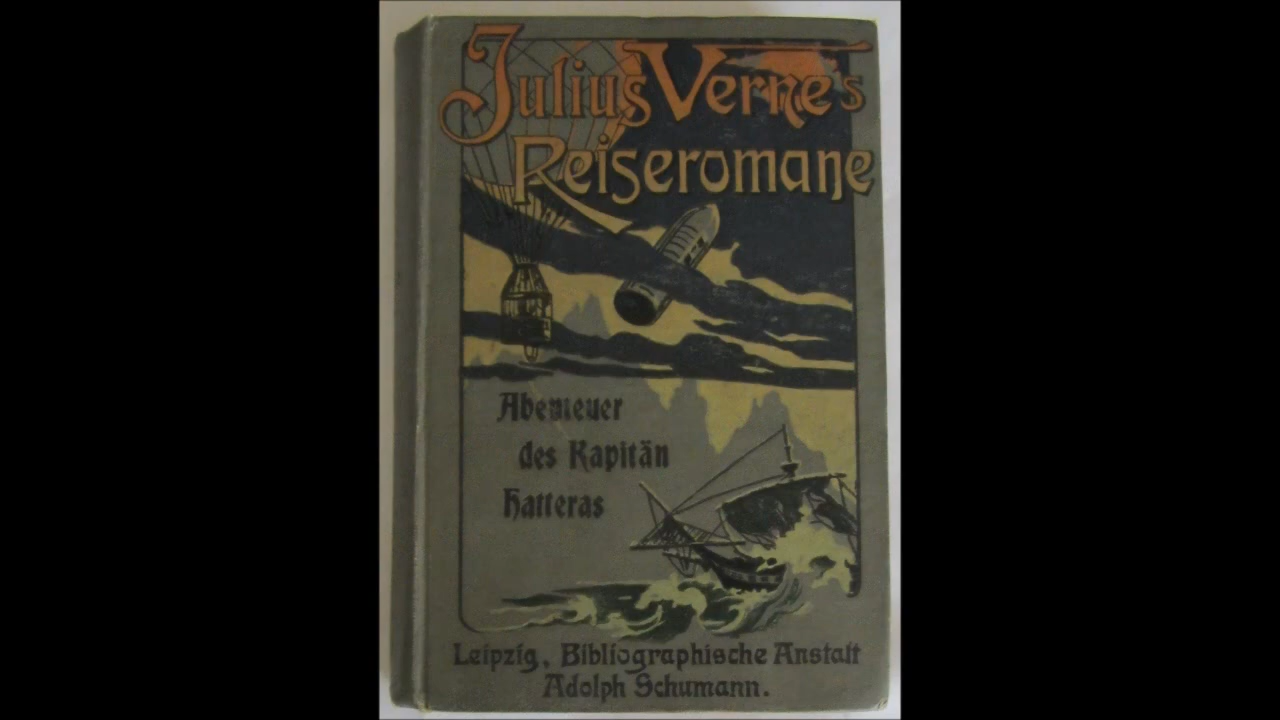 Julius Verne's
Reiseromane
Abenteuer
des Kapitän
Hatteras
Leipzig, Bibliographische Anstalt
Adolph Schumann.